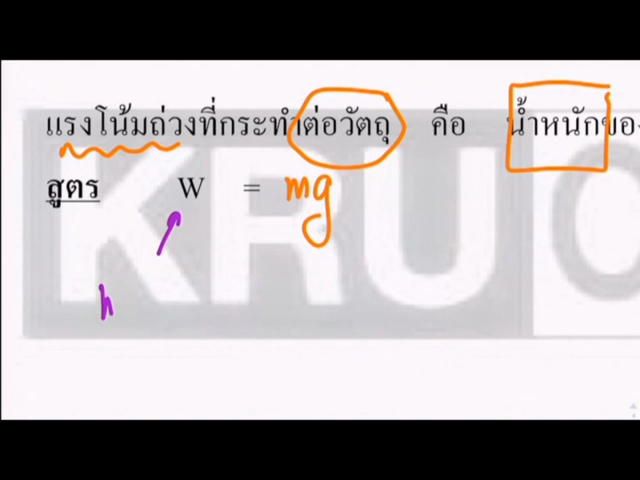 แรงโน้มถ่วงที่กระทำต่อวัตถุ คือ น้ำหนักของ
สูตร W = mg
KRU